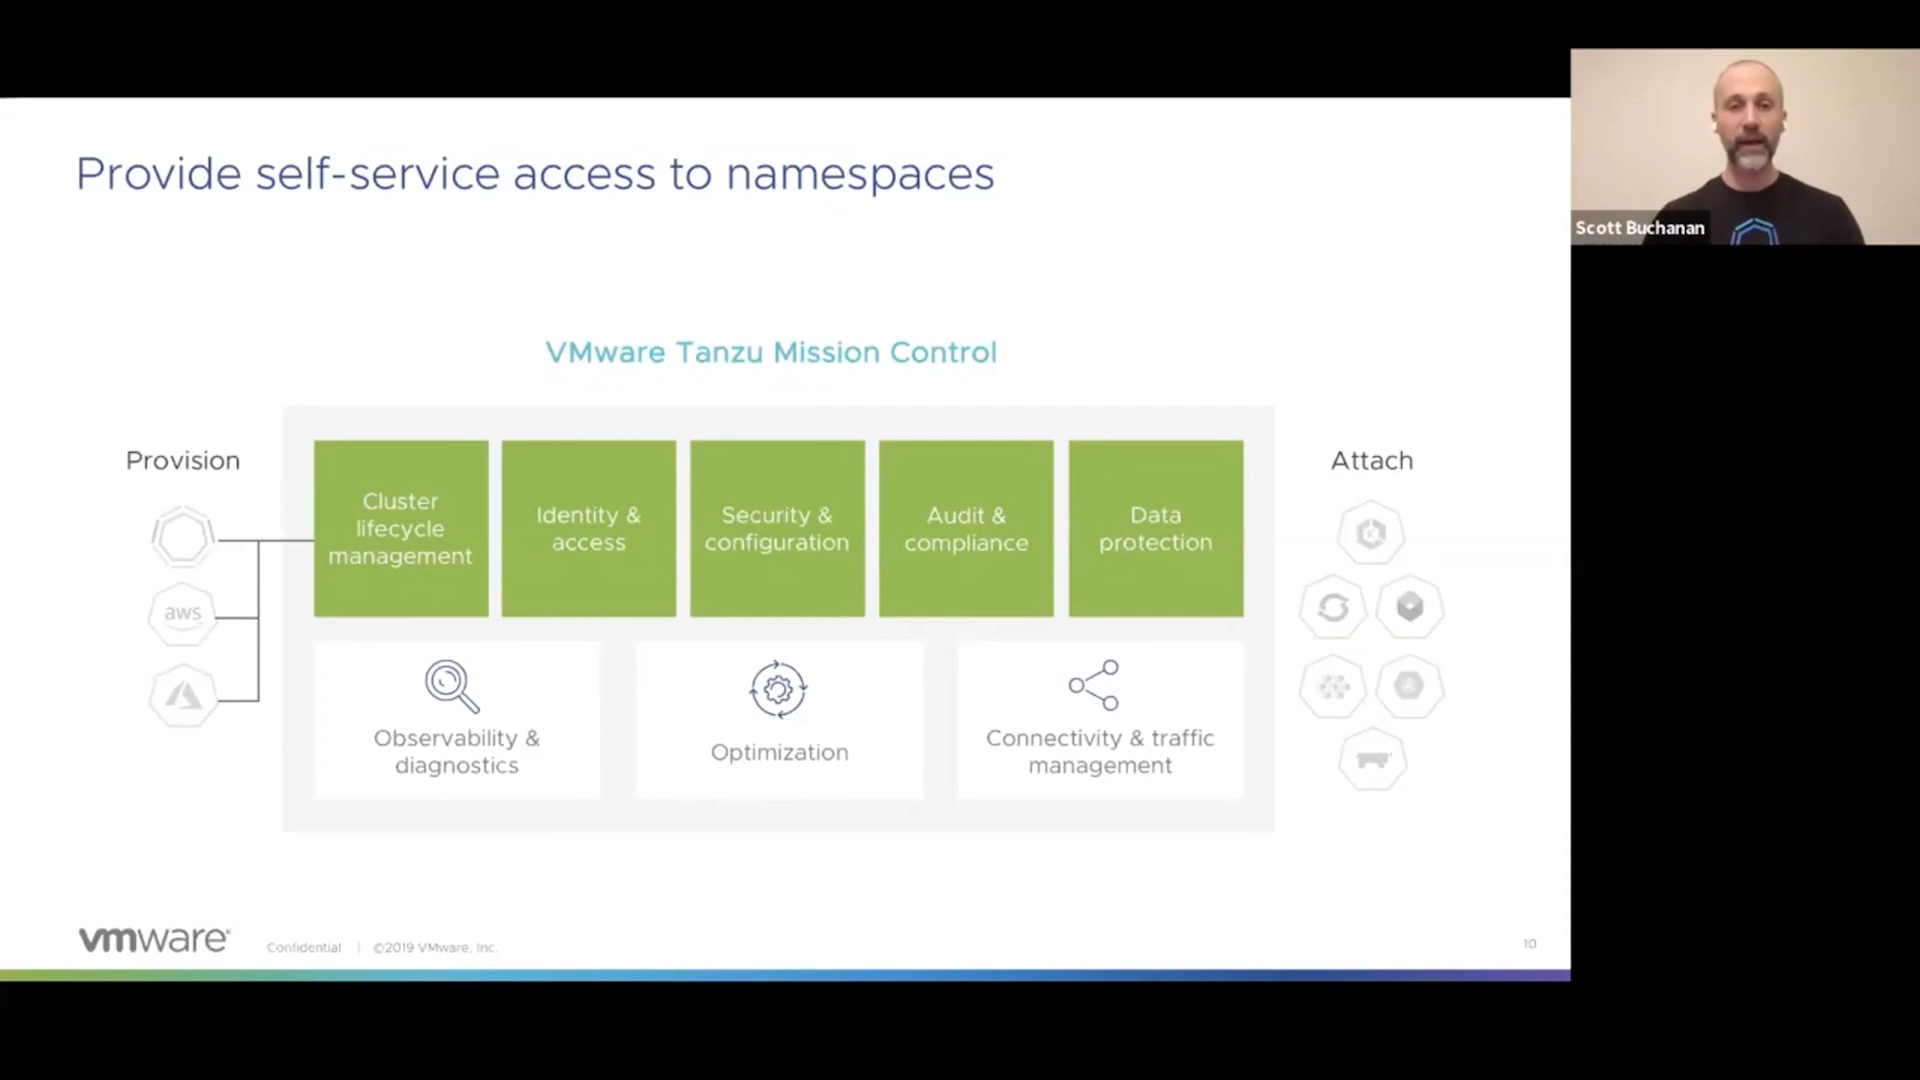 Provide self-service access to namespaces
Scott Buchanan
VMware Tanzu Mission Control
Provision
Attach
Cluster
lifecycle
management
Identity &
access
Security &
configuration
Audit &
compliance
Data
protection
aws
Observability &
diagnostics
Optimization
Connectivity & traffic
management
vmware®
Confidential | ©2019 VMware, Inc.
10